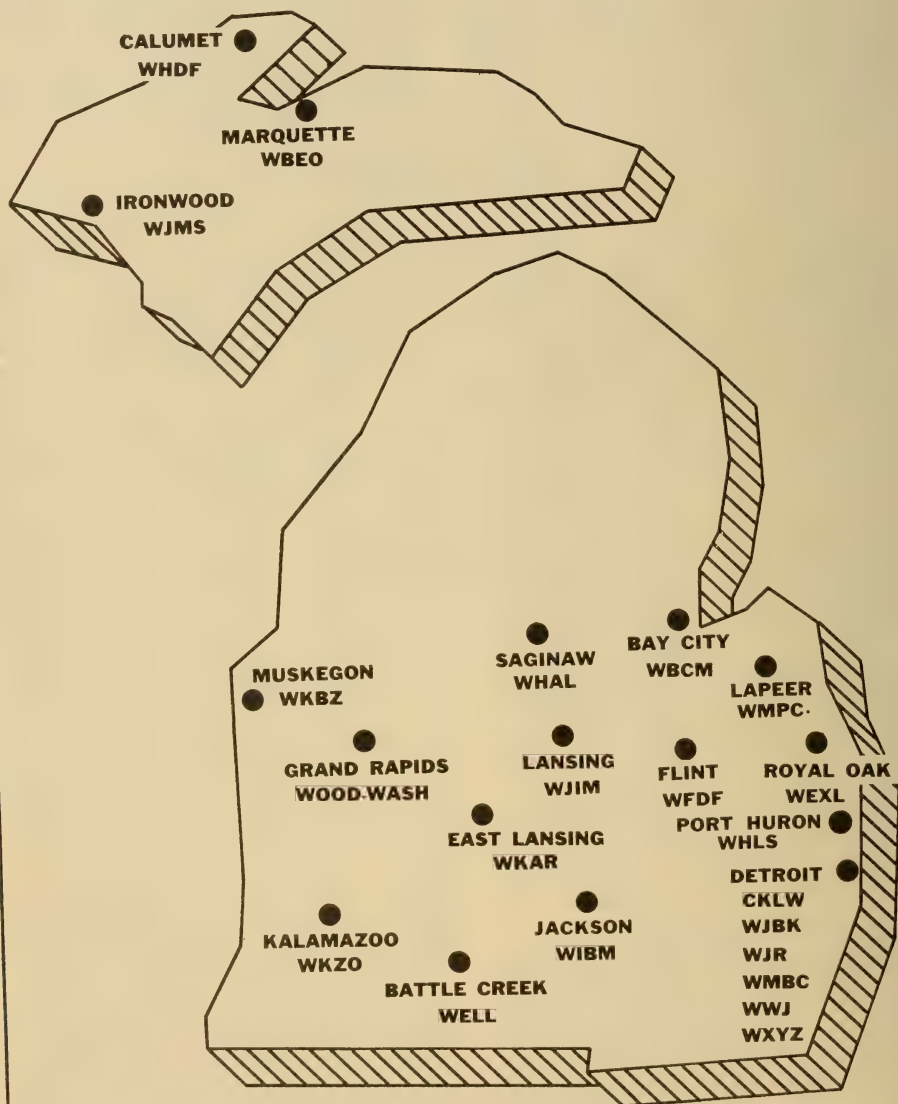 CALUMET
WHDF
MARQUETTE
WBEO
IRONWOOD
WJMS
MUSKEGON
WKBZ
SAGINAW
WHAL
BAY CITY
WBCM
LAPEER
WMPC.
GRAND RAPIDS
WOOD-WASH
LANSING
WJIM
FLINT
WFDF
ROYAL OAK
WEXL
PORT HURON
WHLS
EAST LANSING
WKAR
DETROIT
CKLW
WJBK
WJR
WMBC
WWJ
WXYZ
KALAMAZOO
WKZO
JACKSON
WIBM
BATTLE CREEK
WELL